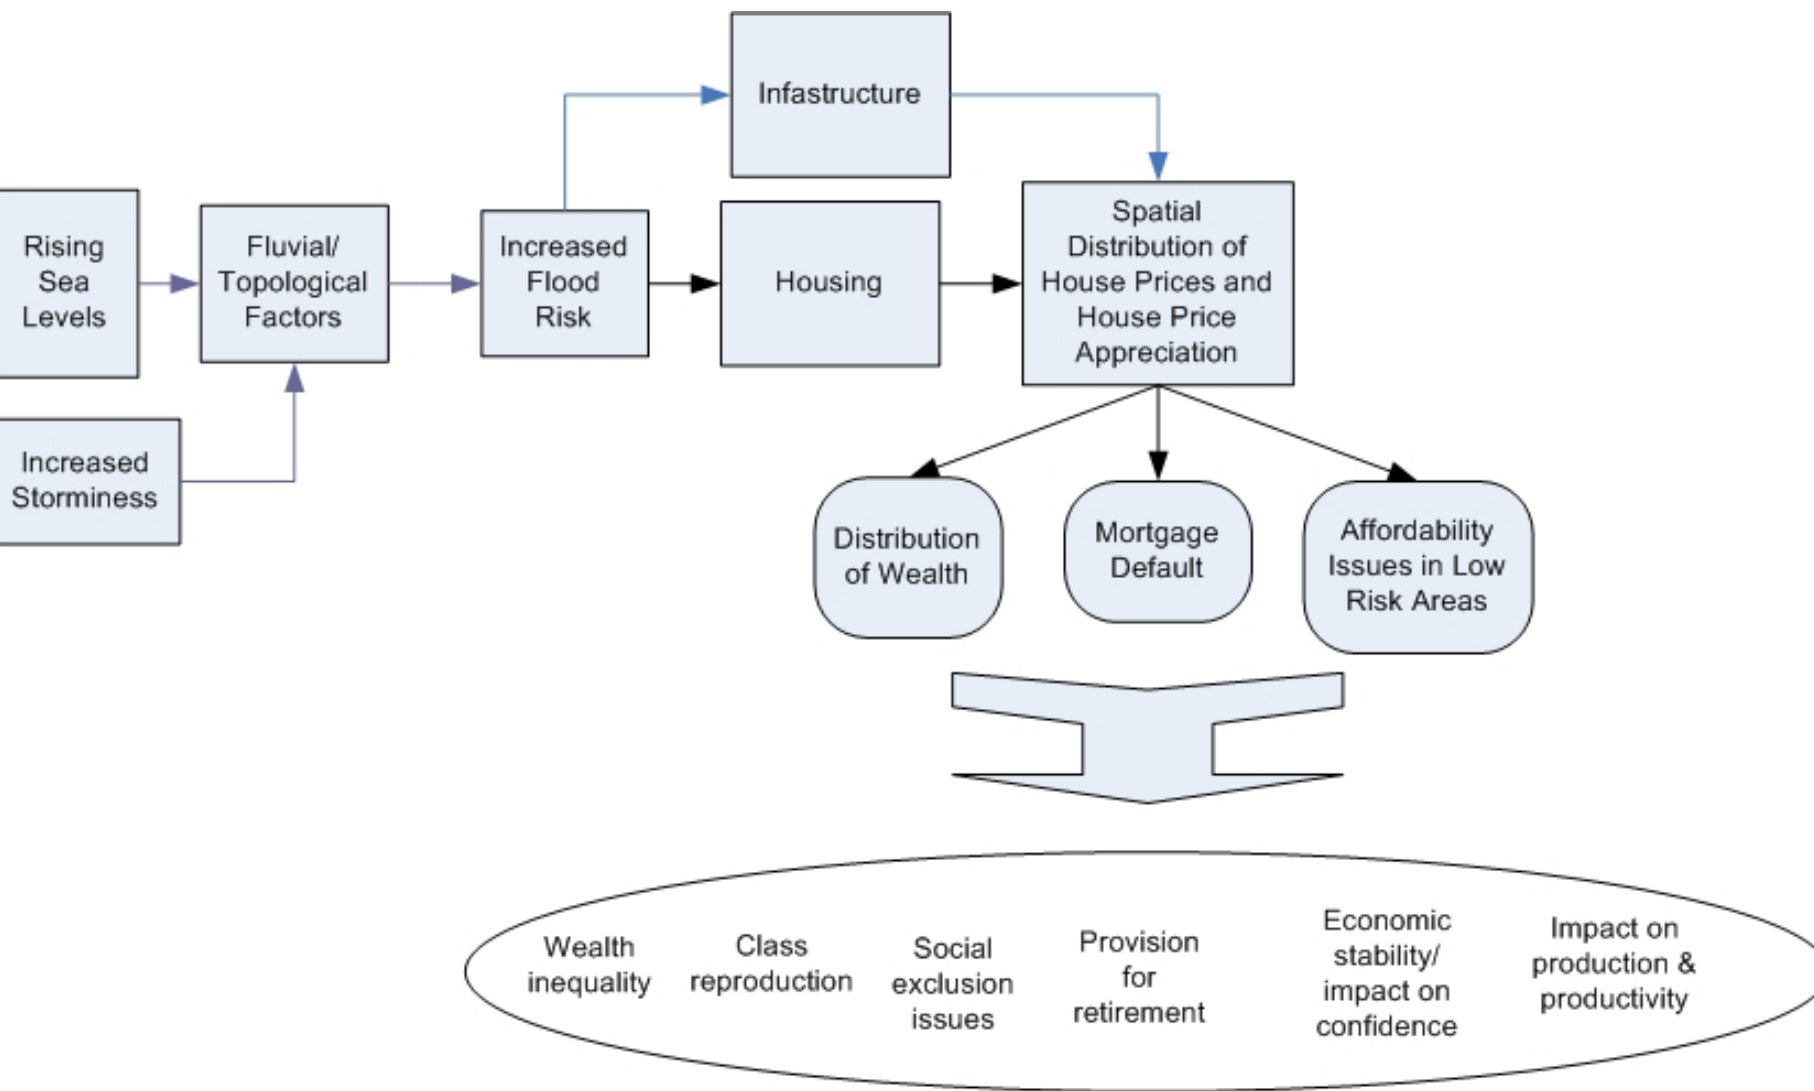 Infastructure
Rising
Sea
Levels
Fluvial/
Topological
Factors
Increased
Flood
Risk
Housing
Spatial
Distribution of
House Prices and
House Price
Appreciation
Increased
Storminess
Distribution
of Wealth
Mortgage
Default
Affordability
Issues in Low
Risk Areas
Wealth
inequality
Class
reproduction
Social
exclusion
issues
Provision
for
retirement
Economic
stability/
impact on
confidence
Impact on
production &
productivity